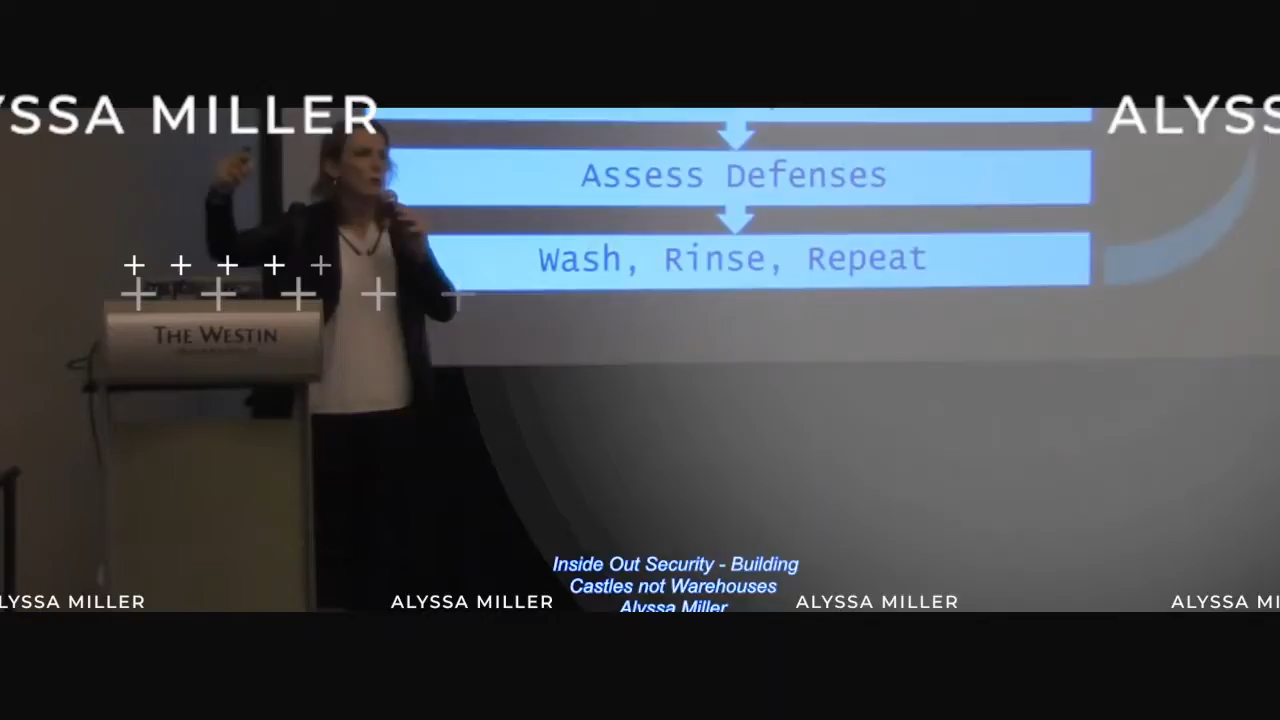 YSSA MILLER
ALYSS
Assess Defenses
Wash, Rinse, Repeat
THE WESTIN
Inside Out Security - Building
Castles not Warehouses
Alyssa Miller
LYSSA MILLER
ALYSSA MILLER
ALYSSA MILLER
ALYSSA MI